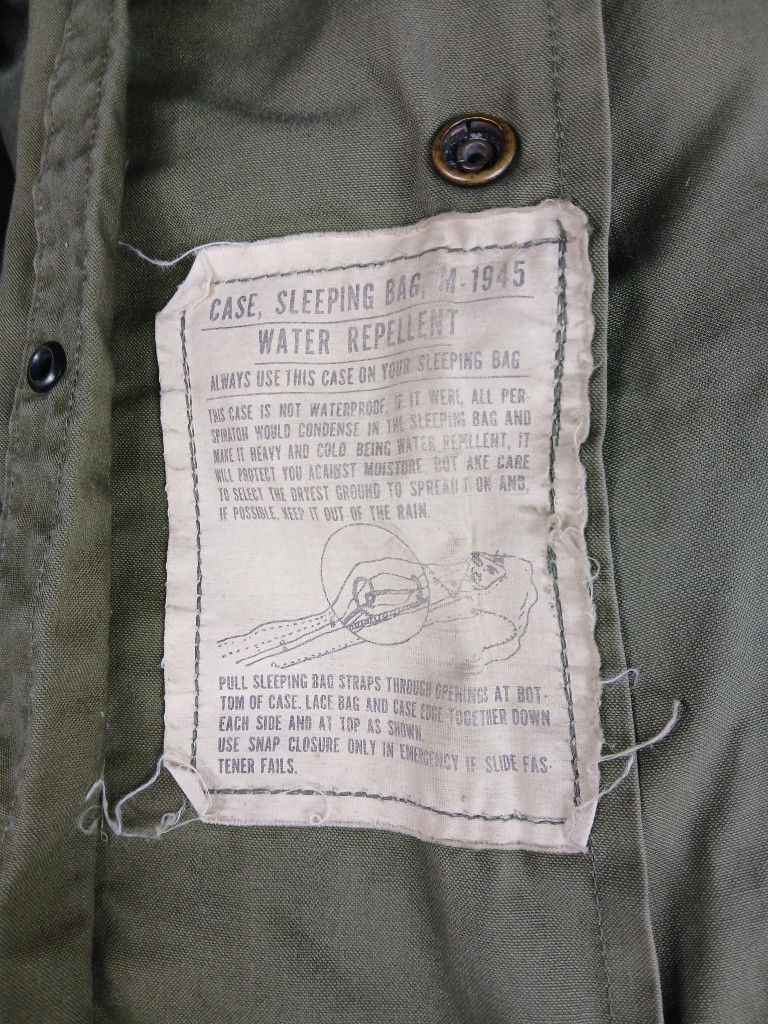 CASE, SLEEPING BAG, M-1945
WATER REPELLENT
ALWAYS USE THIS CASE ON YOUR SLEEPING BAG
THIS CASE IS NOT WATERPROOF. IF IT WERE, ALL PER-
SPIRATON WOULD CONDENSE IN THE SLEEPING BAG AND
MAKE IT HEAVY AND COLD. BEING WATER REPELLENT, IT
WILL PROTECT YOU AGAINST MOISTURE. BUT AKE CARE
TO SELECT THE DRYEST GROUND TO SPREAD T ON AND,
IF POSSIBLE, KEEP IT OUT OF THE RAIN.
PULL SLEEPING BAG STRAPS THROUGH OPENINGS AT BOT-
TOM OF CASE. LACE BAG AND CASE EDGE TOGETHER DOWN
EACH SIDE AND AT TOP AS SHOWN.
USE SNAP CLOSURE ONLY IN EMERGENCY IF SLIDE FAS-
TENER FAILS.